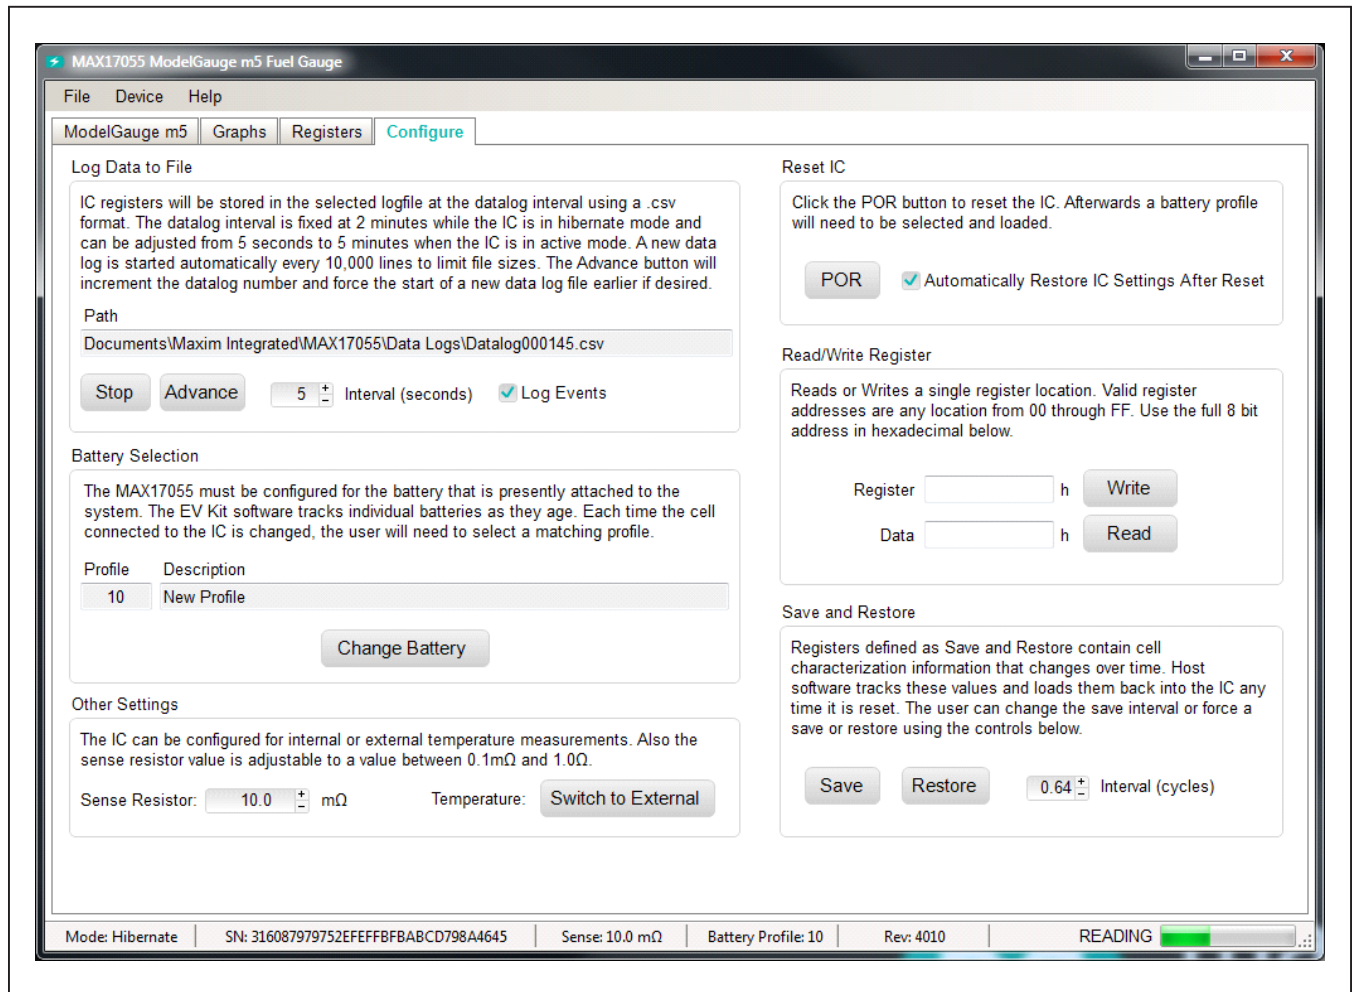 MAX17055 ModelGauge m5 Fuel Gauge
File Device Help
ModelGauge m5 Graphs Registers Configure
Log Data to File
IC registers will be stored in the selected logfile at the datalog interval using a .csv
format. The datalog interval is fixed at 2 minutes while the IC is in hibernate mode and
can be adjusted from 5 seconds to 5 minutes when the IC is in active mode. A new data
log is started automatically every 10,000 lines to limit file sizes. The Advance button will
increment the datalog number and force the start of a new data log file earlier if desired.
Path
Documents\Maxim Integrated\MAX17055\Data Logs\Datalog000145.csv
Stop Advance 5 Interval (seconds) Log Events
Battery Selection
The MAX17055 must be configured for the battery that is presently attached to the
system. The EV Kit software tracks individual batteries as they age. Each time the cell
connected to the IC is changed, the user will need to select a matching profile.
Profile Description
10 New Profile
Change Battery
Other Settings
The IC can be configured for internal or external temperature measurements. Also the
sense resistor value is adjustable to a value between 0.1mΩ and 1.0Ω.
Sense Resistor: 10.0 mΩ Temperature: Switch to External
Reset IC
Click the POR button to reset the IC. Afterwards a battery profile
will need to be selected and loaded.
POR Automatically Restore IC Settings After Reset
Read/Write Register
Reads or Writes a single register location. Valid register
addresses are any location from 00 through FF. Use the full 8 bit
address in hexadecimal below.
Register h Write
Data h Read
Save and Restore
Registers defined as Save and Restore contain cell
characterization information that changes over time. Host
software tracks these values and loads them back into the IC any
time it is reset. The user can change the save interval or force a
save or restore using the controls below.
Save Restore 0.64 Interval (cycles)
Mode: Hibernate SN: 316087979752EFEFFBFBABCD798A4645 Sense: 10.0 mΩ Battery Profile: 10 Rev: 4010 READING